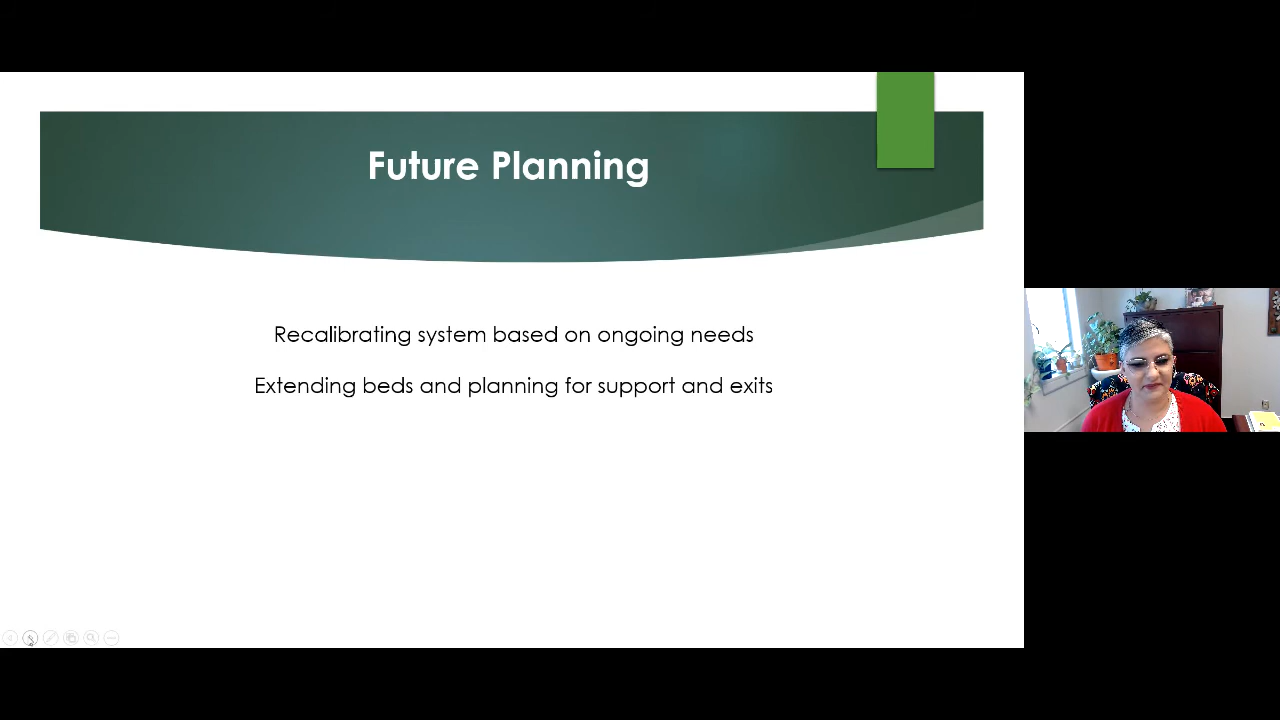 Future Planning
Recalibrating system based on ongoing needs
Extending beds and planning for support and exits